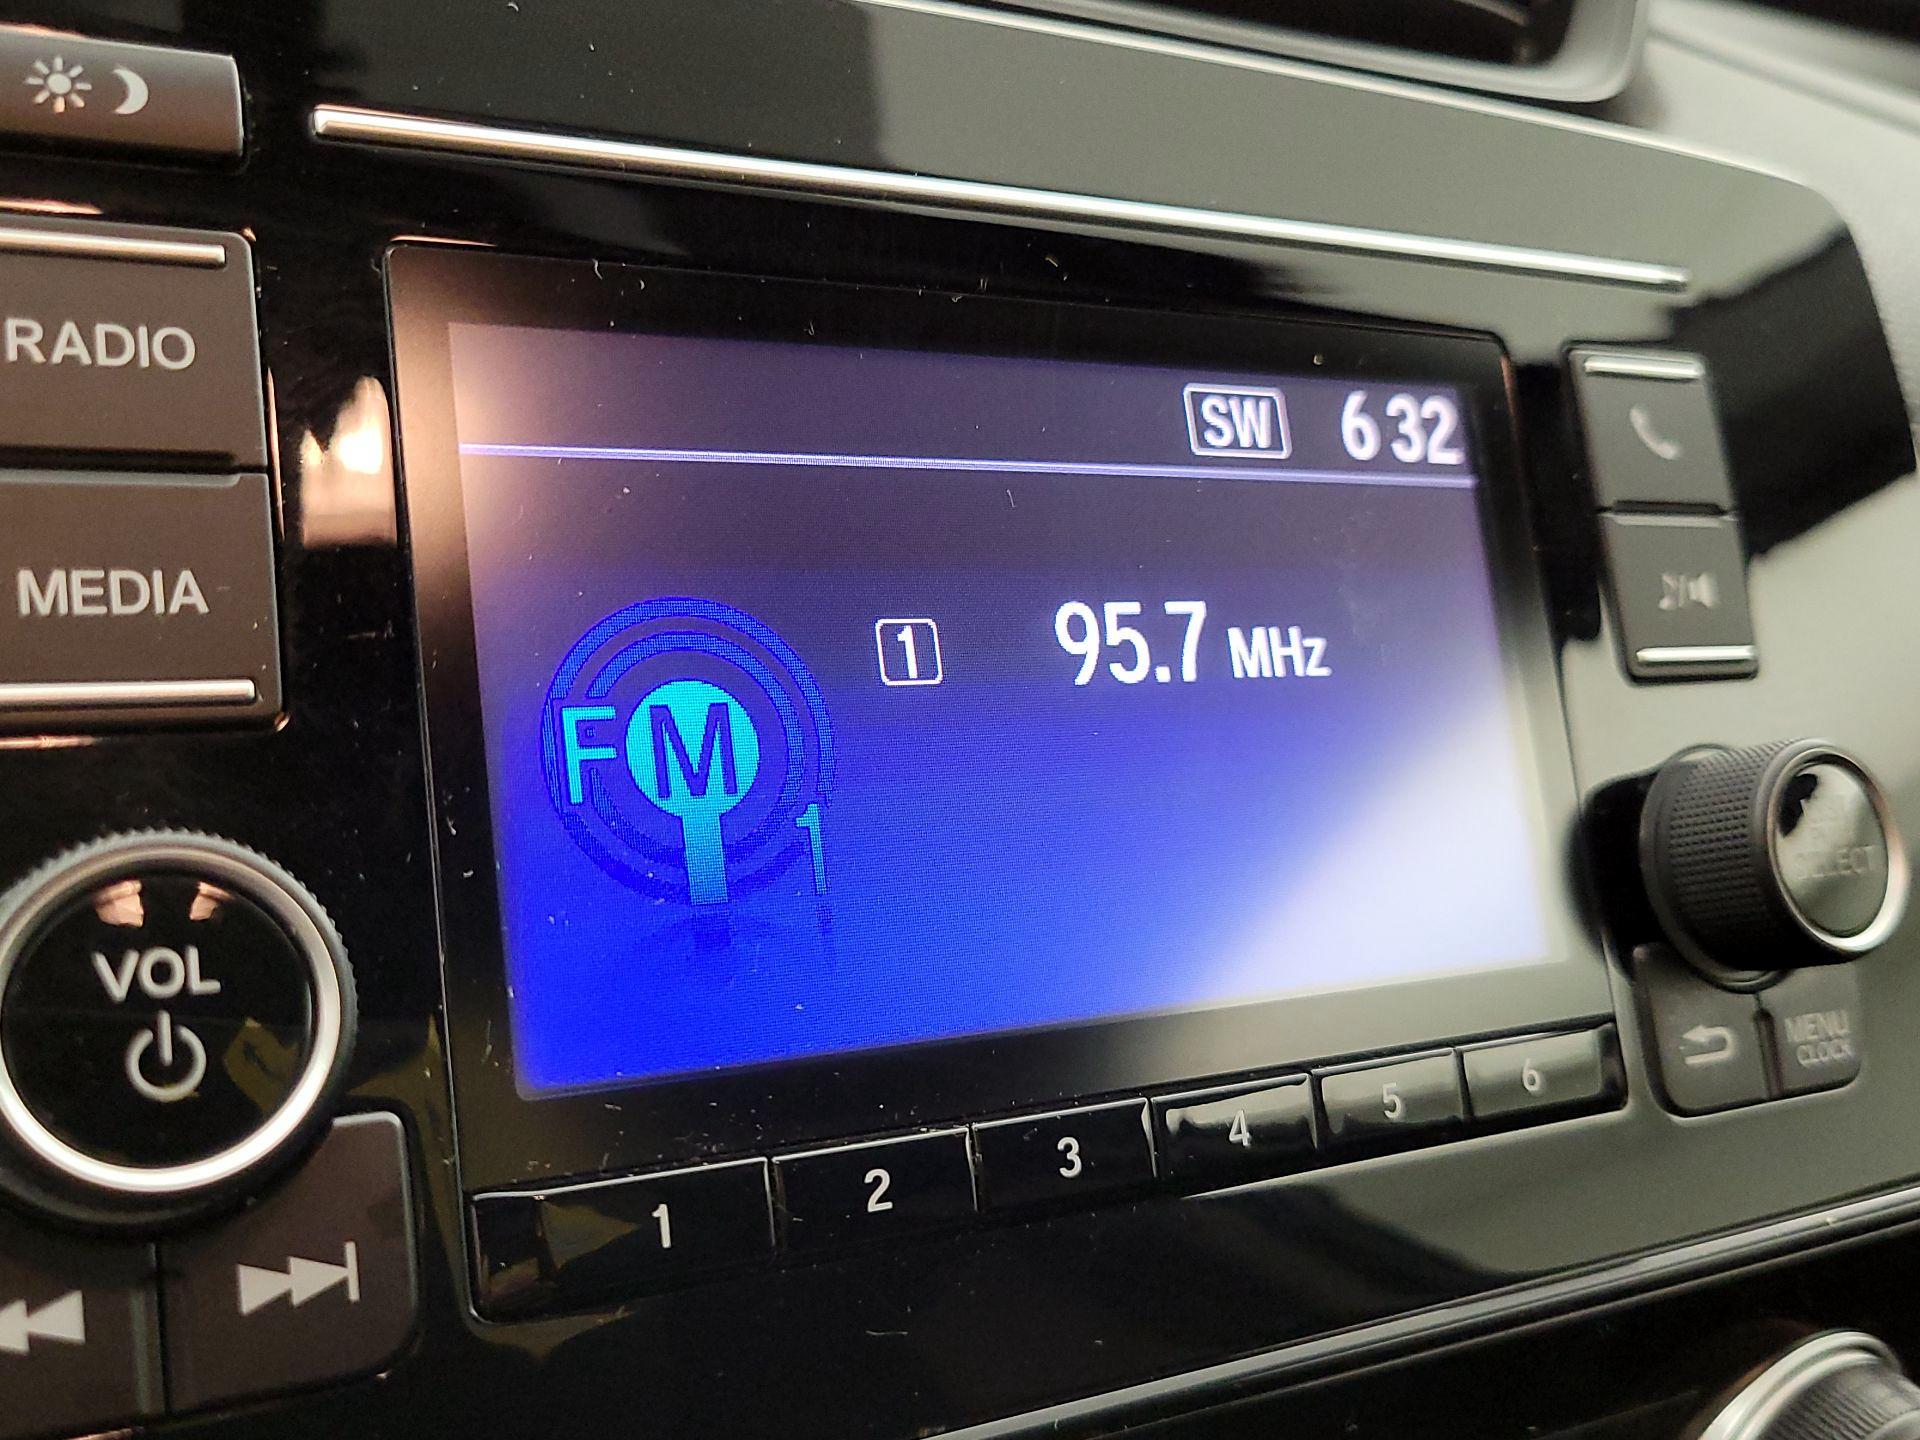 RADIO
MEDIA
VOL
SW 6 32
1 95.7 MHz
FM
1
1 2 3 4 5 6
SELECT
MENU
CLOCK